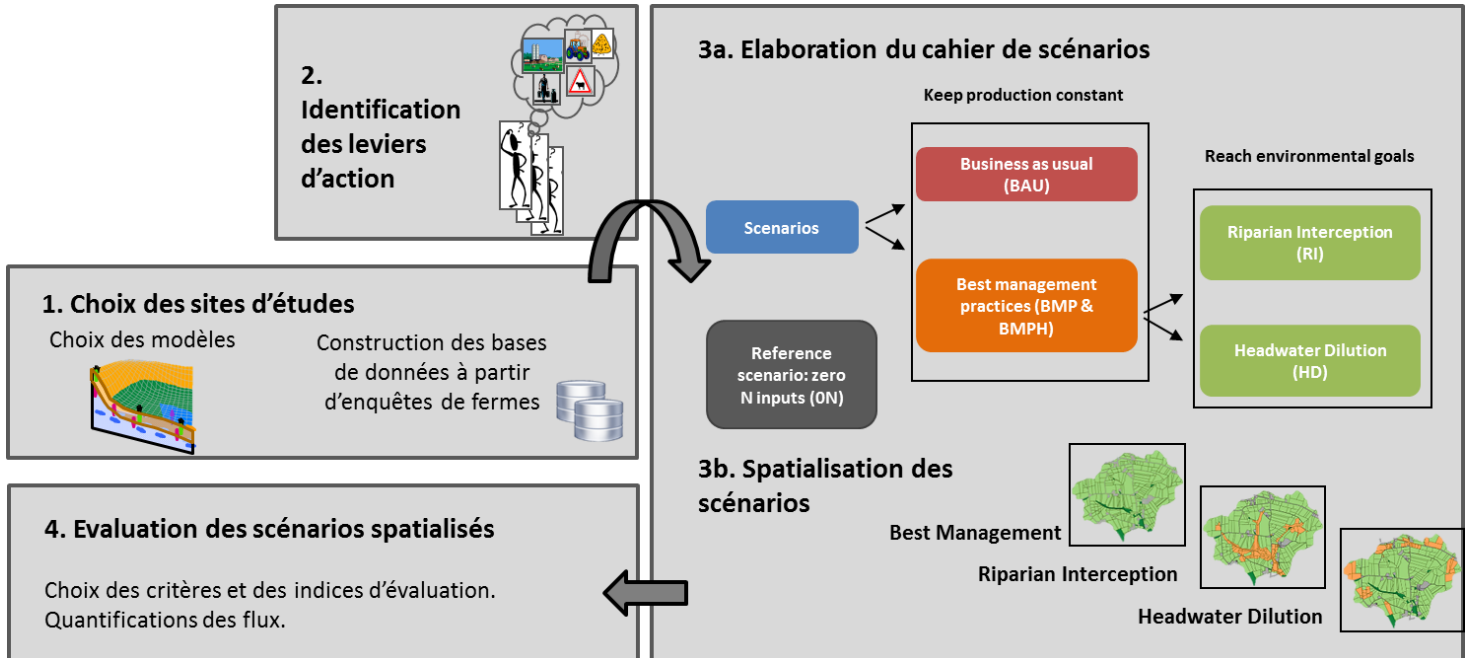 2.
Identification
des leviers
d'action
1. Choix des sites d'études
Choix des modèles
Construction des bases
de données à partir
d'enquêtes de fermes
3a. Elaboration du cahier de scénarios
Keep production constant
Reach environmental goals
Scenarios
Business as usual
(BAU)
Best management
practices (BMP &
BMPH)
Riparian Interception
(RI)
Headwater Dilution
(HD)
Reference
scenario: zero
N inputs (0N)
3b. Spatialisation des
scénarios
Best Management
Riparian Interception
Headwater Dilution
4. Evaluation des scénarios spatialisés
Choix des critères et des indices d'évaluation.
Quantifications des flux.